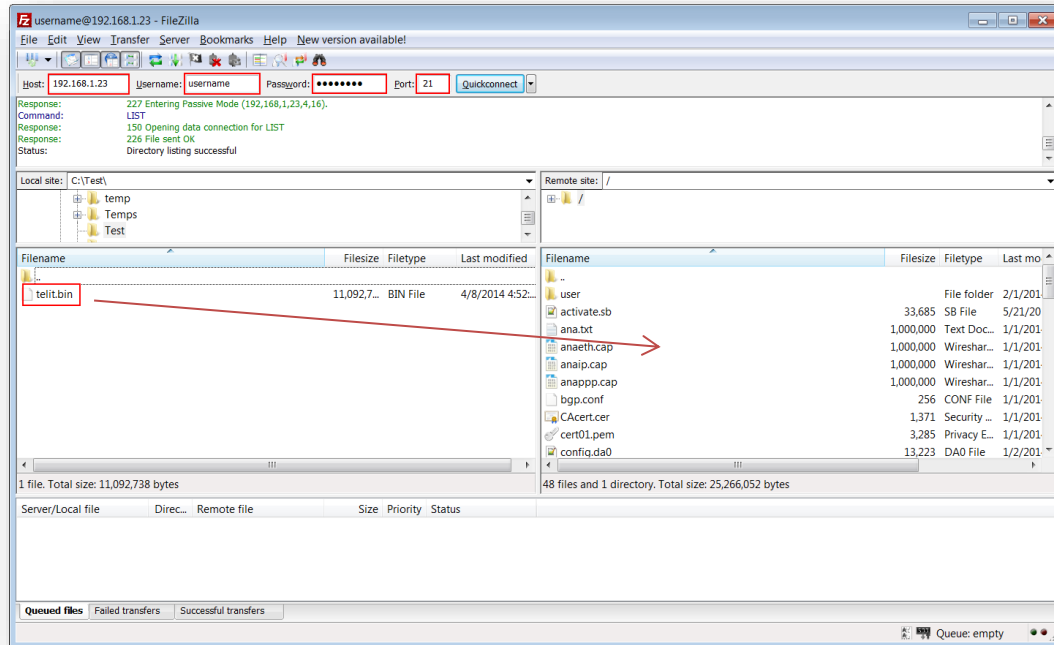 username@192.168.1.23 - FileZilla
File Edit View Transfer Server Bookmarks Help New version available!
Host: 192.168.1.23 Username: username Password: ●●●●●●●● Port: 21 Quickconnect
Response: 227 Entering Passive Mode (192,168,1,23,4,16).
Command: LIST
Response: 150 Opening data connection for LIST
Response: 226 File sent OK
Status: Directory listing successful
Local site: C:\Test\
temp
Temps
Test
Remote site: /
/
Filename Filesize Filetype Last modified
..
telit.bin 11,092,7... BIN File 4/8/2014 4:52:...
1 file. Total size: 11,092,738 bytes
Filename Filesize Filetype Last mo
..
user File folder 2/1/201
activate.sb 33,685 SB File 5/21/20
ana.txt 1,000,000 Text Doc... 1/1/201
anaeth.cap 1,000,000 Wireshar... 1/1/201
anaip.cap 1,000,000 Wireshar... 1/1/201
anappp.cap 1,000,000 Wireshar... 1/1/201
bgp.conf 256 CONF File 1/1/201
CAcert.cer 1,371 Security ... 1/1/201
cert01.pem 3,285 Privacy E... 1/1/201
config.da0 13,223 DA0 File 1/2/201
48 files and 1 directory. Total size: 25,266,052 bytes
Server/Local file Direc... Remote file Size Priority Status
Queued files Failed transfers Successful transfers
Queue: empty